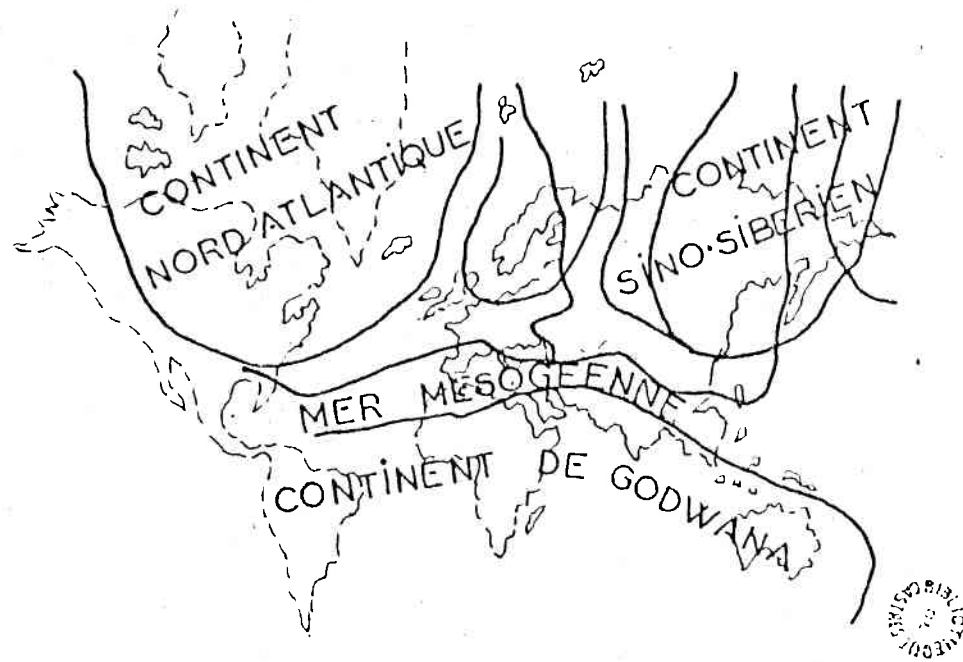 CONTINENT
NORD ATLANTIQUE
CONTINENT
SINO·SIBERIEN
MER MESOGEENNE
CONTINENT DE GODWANA